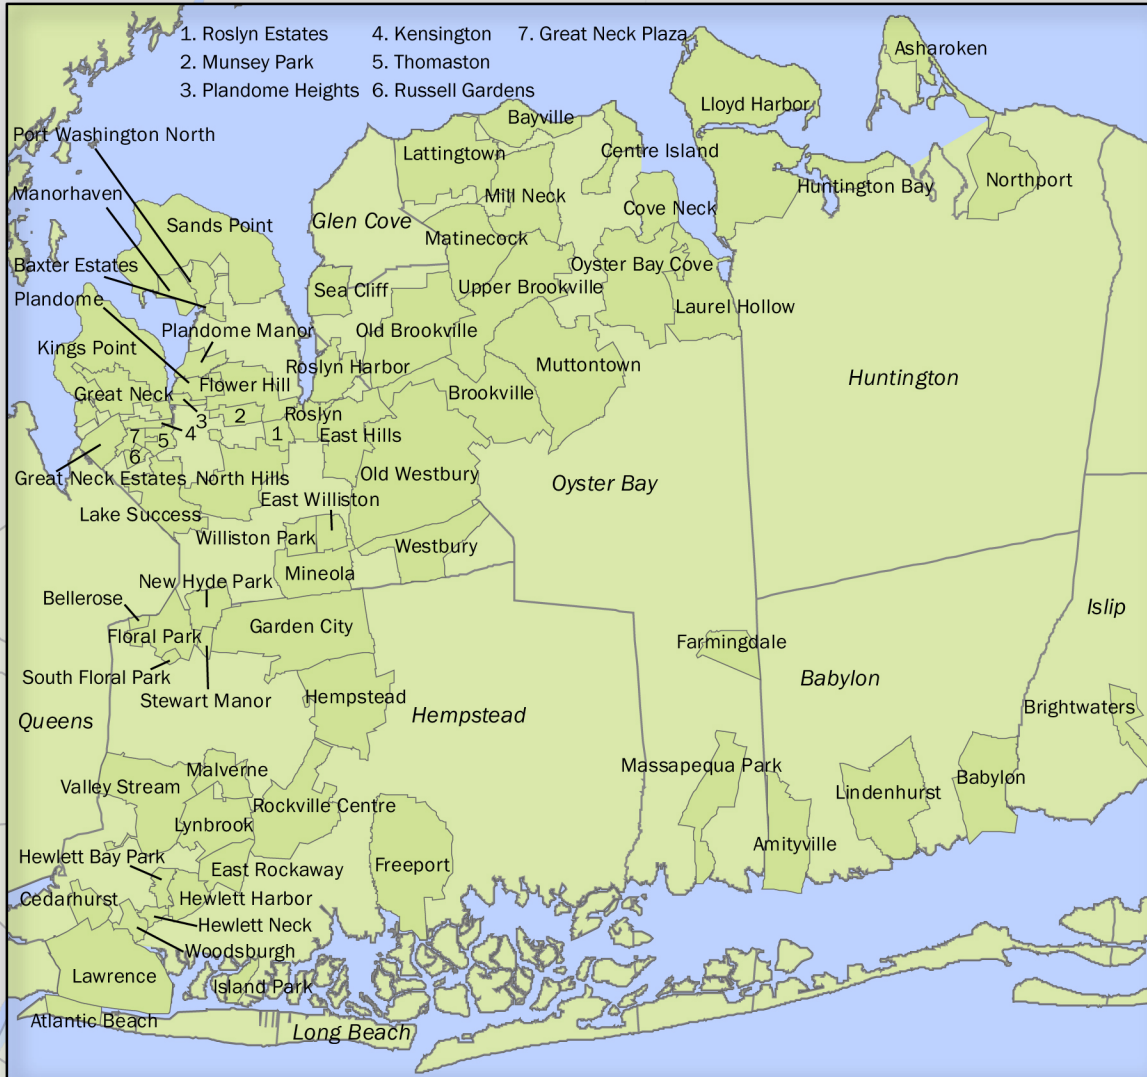 1. Roslyn Estates 4. Kensington 7. Great Neck Plaza
2. Munsey Park 5. Thomaston
3. Plandome Heights 6. Russell Gardens
Asharoken
Lloyd Harbor
Bayville
Port Washington North
Lattingtown
Centre Island
Huntington Bay
Northport
Manorhaven
Mill Neck
Cove Neck
Sands Point
Glen Cove
Matinecock
Baxter Estates
Oyster Bay Cove
Sea Cliff
Upper Brookville
Plandome
Laurel Hollow
Plandome Manor
Old Brookville
Kings Point
Roslyn Harbor
Muttontown
Huntington
Great Neck
Flower Hill
Brookville
3
2
Roslyn
7
5
4
1
East Hills
6
Great Neck Estates
North Hills
Old Westbury
Oyster Bay
East Williston
Lake Success
Williston Park
Westbury
New Hyde Park
Mineola
Bellerose
Islip
Floral Park
Garden City
Farmingdale
South Floral Park
Stewart Manor
Hempstead
Babylon
Queens
Hempstead
Brightwaters
Massapequa Park
Malverne
Valley Stream
Babylon
Rockville Centre
Lindenhurst
Lynbrook
Amityville
Hewlett Bay Park
East Rockaway
Freeport
Cedarhurst
Hewlett Harbor
Hewlett Neck
Woodsburgh
Lawrence
Island Park
Atlantic Beach
Long Beach